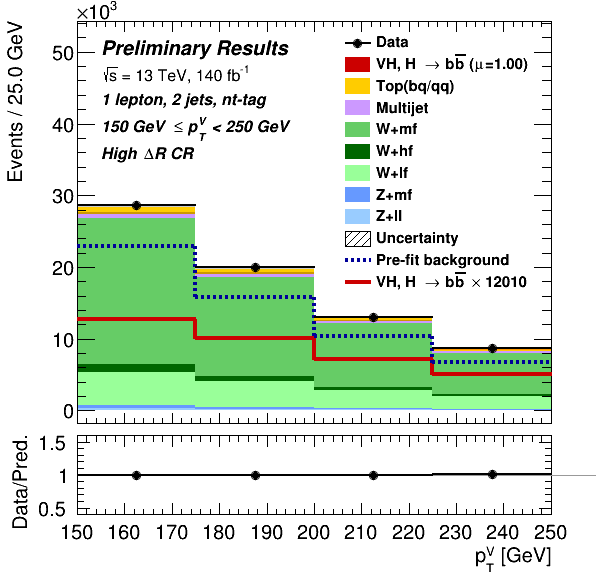 ×10³
Events / 25.0 GeV
50
40
30
20
10
0
Preliminary Results
√s = 13 TeV, 140 fb⁻¹
1 lepton, 2 jets, nt-tag
150 GeV ≤ p_T^V < 250 GeV
High ΔR CR
Data
VH, H → bb̅ (μ=1.00)
Top(bq/qq)
Multijet
W+mf
W+hf
W+lf
Z+mf
Z+ll
Uncertainty
Pre-fit background
VH, H → bb̅ × 12010
Data/Pred.
1.5
1
0.5
150 160 170 180 190 200 210 220 230 240 250
p_T^V [GeV]